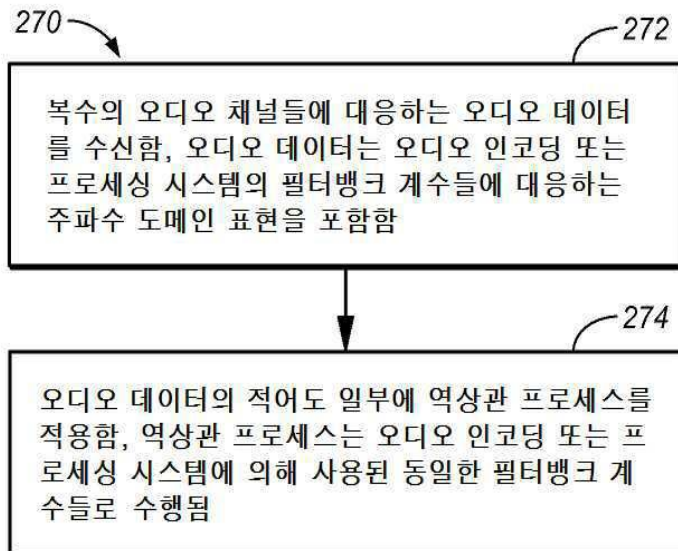 270
272
복수의 오디오 채널들에 대응하는 오디오 데이터
를 수신함, 오디오 데이터는 오디오 인코딩 또는
프로세싱 시스템의 필터뱅크 계수들에 대응하는
주파수 도메인 표현을 포함함
274
오디오 데이터의 적어도 일부에 역상관 프로세스를
적용함, 역상관 프로세스는 오디오 인코딩 또는 프
로세싱 시스템에 의해 사용된 동일한 필터뱅크 계
수들로 수행됨